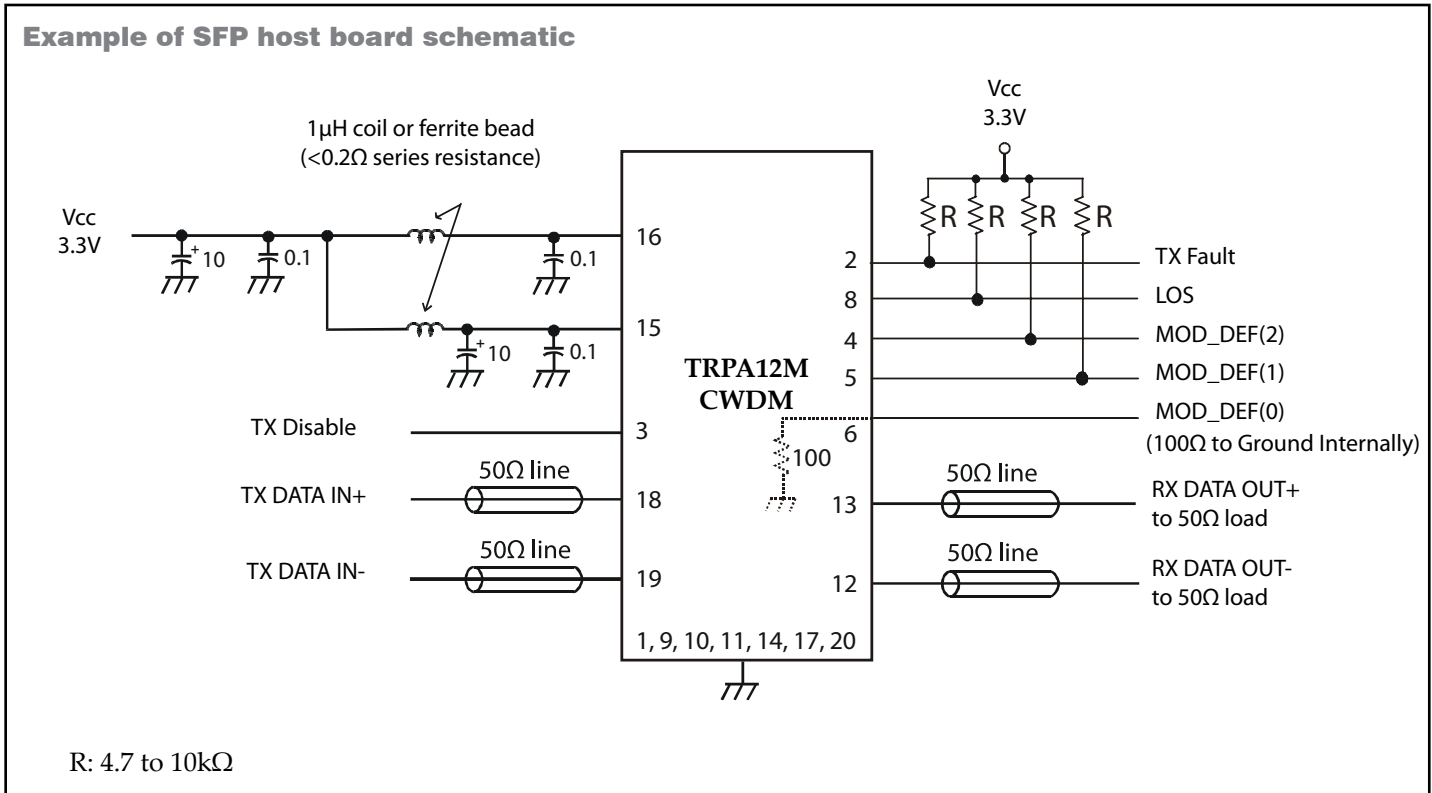 Example of SFP host board schematic
1µH coil or ferrite bead
(<0.2Ω series resistance)
Vcc
3.3V
+
10
0.1
0.1
+
10
0.1
16
15
TX Disable
3
TX DATA IN+
50Ω line
18
TX DATA IN-
50Ω line
19
TRPA12M
CWDM
100
1, 9, 10, 11, 14, 17, 20
Vcc
3.3V
R
R
R
R
2
TX Fault
8
LOS
4
MOD_DEF(2)
5
MOD_DEF(1)
6
MOD_DEF(0)
(100Ω to Ground Internally)
13
50Ω line
RX DATA OUT+
to 50Ω load
12
50Ω line
RX DATA OUT-
to 50Ω load
R: 4.7 to 10kΩ